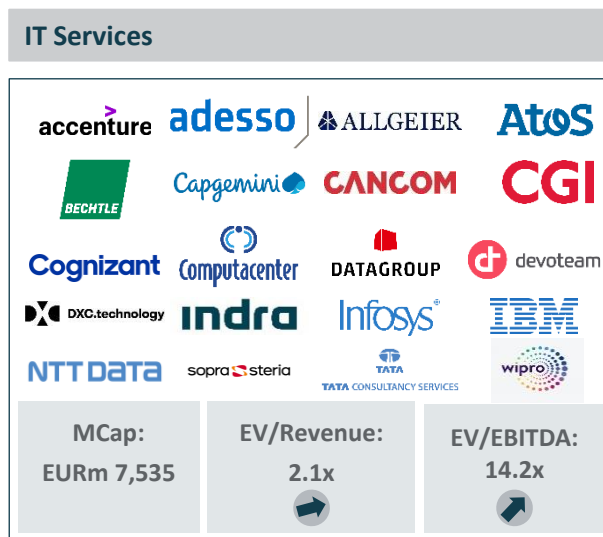 IT Services
accenture adesso ALLGEIER Atos
BECHTLE Capgemini CANCOM CGI
Cognizant Computacenter DATAGROUP devoteam
DXC.technology indra Infosys® IBM
NTT DATA sopra steria TATA wipro
TATA CONSULTANCY SERVICES
MCap: EV/Revenue: EV/EBITDA:
EURm 7,535 2.1x 14.2x